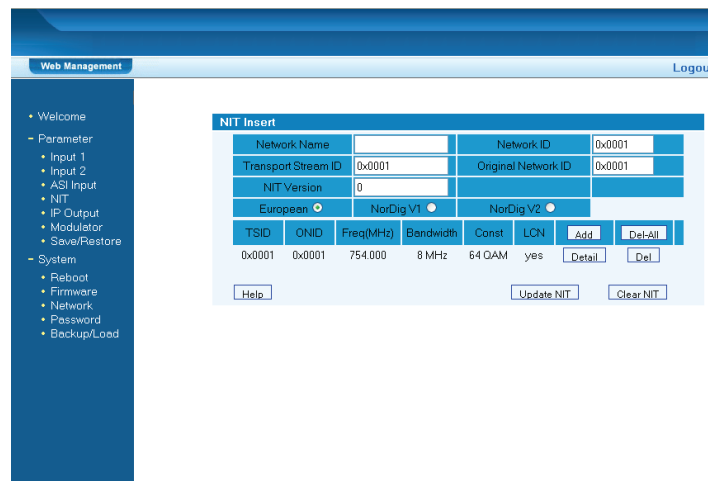 Web Management
Logou
• Welcome
– Parameter
• Input 1
• Input 2
• ASI Input
• NIT
• IP Output
• Modulator
• Save/Restore
– System
• Reboot
• Firmware
• Network
• Password
• Backup/Load
NIT Insert
Network Name Network ID 0x0001
Transport Stream ID 0x0001 Original Network ID 0x0001
NIT Version 0
European NorDig V1 NorDig V2
TSID ONID Freq(MHz) Bandwidth Const LCN Add Del-All
0x0001 0x0001 754.000 8 MHz 64 QAM yes Detail Del
Help Update NIT Clear NIT